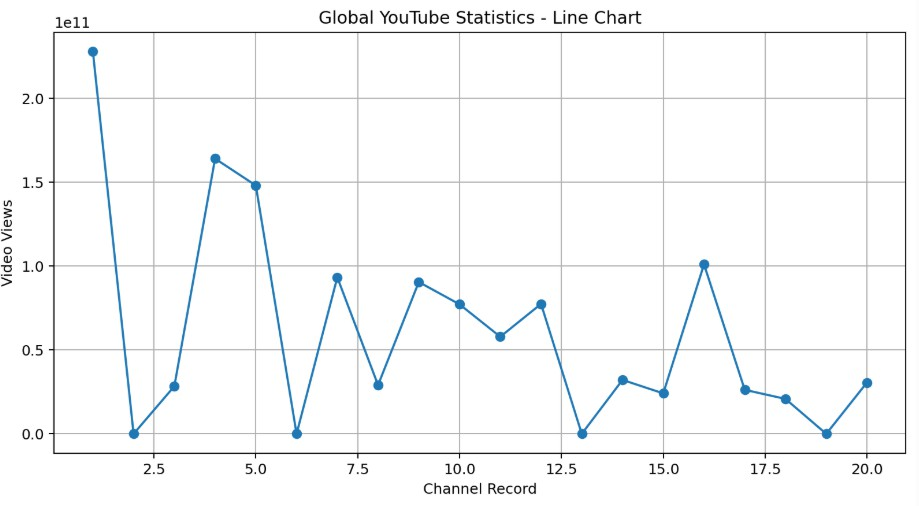 Global YouTube Statistics - Line Chart
1e11
2.0
1.5
1.0
0.5
0.0
Video Views
2.5 5.0 7.5 10.0 12.5 15.0 17.5 20.0
Channel Record